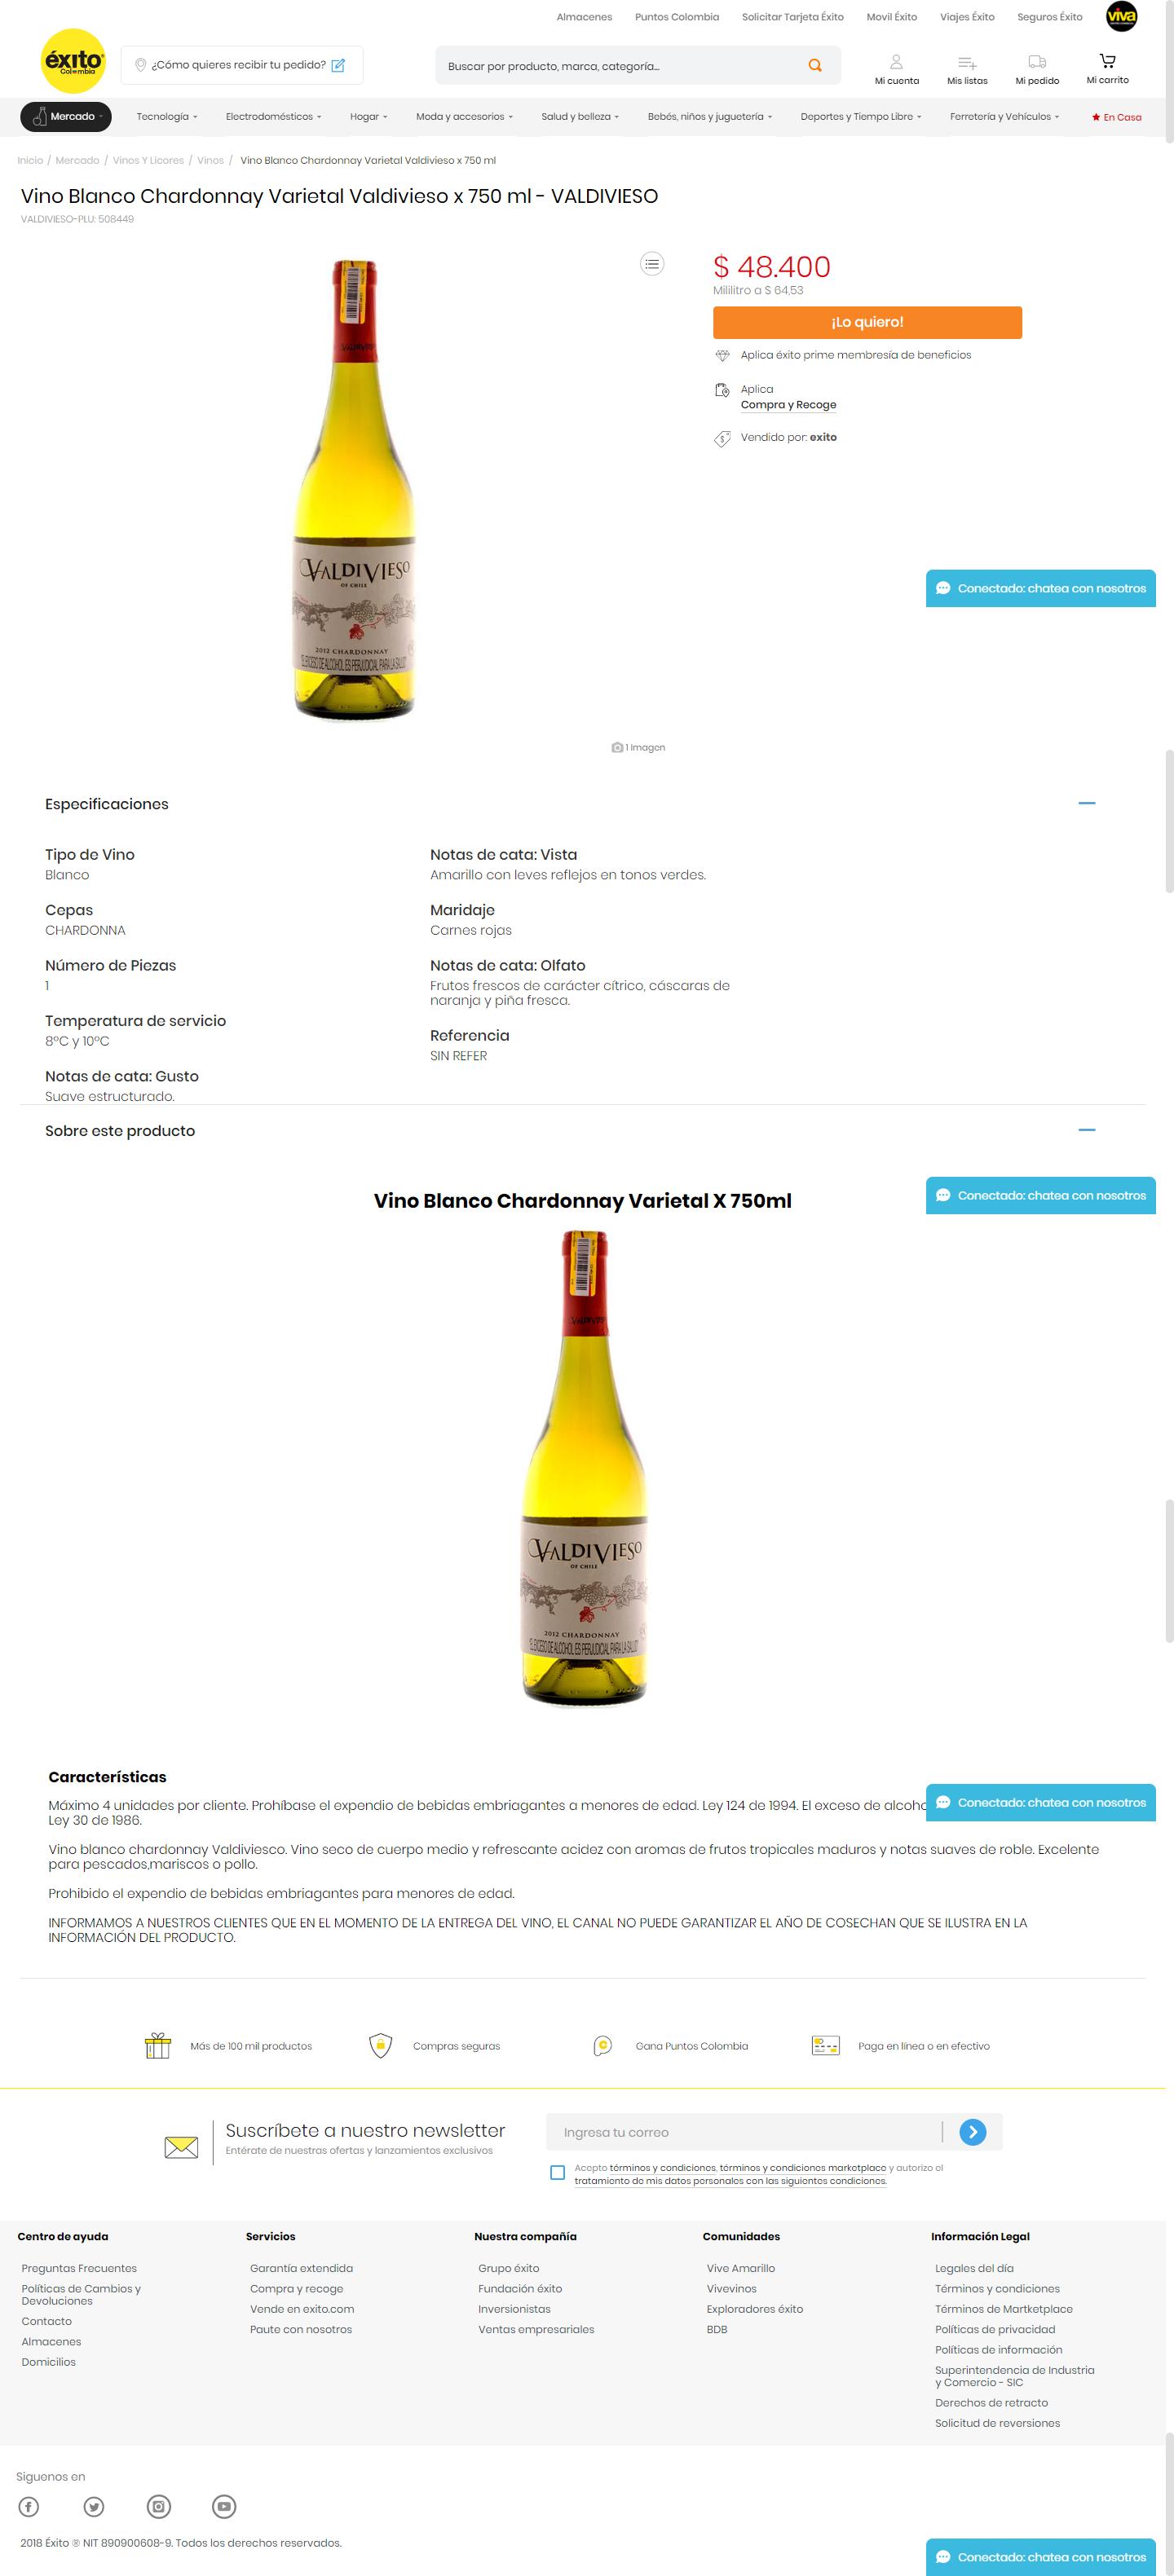 Almacenes Puntos Colombia Solicitar Tarjeta Éxito Movil Éxito Viajes Éxito Seguros Éxito viva
éxito
Colombia
¿Cómo quieres recibir tu pedido?
Buscar por producto, marca, categoría...
Mi cuenta Mis listas Mi pedido Mi carrito
Mercado Tecnología Electrodomésticos Hogar Moda y accesorios Salud y belleza Bebés, niños y juguetería Deportes y Tiempo Libre Ferretería y Vehículos En Casa
Inicio / Mercado / Vinos Y Licores / Vinos / Vino Blanco Chardonnay Varietal Valdivieso x 750 ml
Vino Blanco Chardonnay Varietal Valdivieso x 750 ml - VALDIVIESO
VALDIVIESO-PLU: 508449
$ 48.400
Mililitro a $ 64,53
¡Lo quiero!
Aplica éxito prime membresía de beneficios
Aplica
Compra y Recoge
Vendido por: exito
VALDIVIESO
OF CHILE
2012 CHARDONNAY
"EL EXCESO DE ALCOHOL ES PERJUDICIAL PARA LA SALUD"
Conectado: chatea con nosotros
1 Imagen
Especificaciones
Tipo de Vino
Blanco
Cepas
CHARDONNA
Número de Piezas
1
Temperatura de servicio
8°C y 10°C
Notas de cata: Gusto
Suave estructurado.
Notas de cata: Vista
Amarillo con leves reflejos en tonos verdes.
Maridaje
Carnes rojas
Notas de cata: Olfato
Frutos frescos de carácter cítrico, cáscaras de
naranja y piña fresca.
Referencia
SIN REFER
Sobre este producto
Conectado: chatea con nosotros
Vino Blanco Chardonnay Varietal X 750ml
VALDIVIESO
OF CHILE
2012 CHARDONNAY
"EL EXCESO DE ALCOHOL ES PERJUDICIAL PARA LA SALUD"
Características
Máximo 4 unidades por cliente. Prohíbase el expendio de bebidas embriagantes a menores de edad. Ley 124 de 1994. El exceso de alcoho
Ley 30 de 1986.
Conectado: chatea con nosotros
Vino blanco chardonnay Valdiviesco. Vino seco de cuerpo medio y refrescante acidez con aromas de frutos tropicales maduros y notas suaves de roble. Excelente
para pescados,mariscos o pollo.
Prohibido el expendio de bebidas embriagantes para menores de edad.
INFORMAMOS A NUESTROS CLIENTES QUE EN EL MOMENTO DE LA ENTREGA DEL VINO, EL CANAL NO PUEDE GARANTIZAR EL AÑO DE COSECHAN QUE SE ILUSTRA EN LA
INFORMACIÓN DEL PRODUCTO.
Más de 100 mil productos Compras seguras Gana Puntos Colombia Paga en línea o en efectivo
Suscríbete a nuestro newsletter
Entérate de nuestras ofertas y lanzamientos exclusivos
Ingresa tu correo
Acepto términos y condiciones, términos y condiciones marketplace y autorizo el
tratamiento de mis datos personales con las siguientes condiciones.
Centro de ayuda
Preguntas Frecuentes
Políticas de Cambios y
Devoluciones
Contacto
Almacenes
Domicilios
Servicios
Garantía extendida
Compra y recoge
Vende en exito.com
Paute con nosotros
Nuestra compañía
Grupo éxito
Fundación éxito
Inversionistas
Ventas empresariales
Comunidades
Vive Amarillo
Vivevinos
Exploradores éxito
BDB
Información Legal
Legales del día
Términos y condiciones
Términos de Martketplace
Políticas de privacidad
Políticas de información
Superintendencia de Industria
y Comercio - SIC
Derechos de retracto
Solicitud de reversiones
Siguenos en
2018 Éxito ® NIT 890900608-9. Todos los derechos reservados.
Conectado: chatea con nosotros